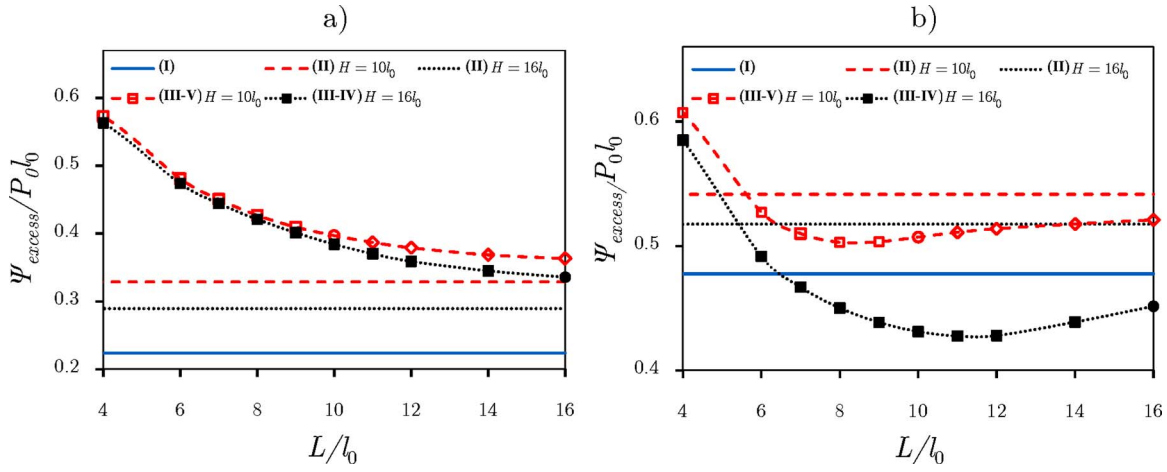 a)
(I) (II) H = 10l₀ (II) H = 16l₀
(III-V) H = 10l₀ (III-IV) H = 16l₀
0.6
0.5
0.4
0.3
0.2
4 6 8 10 12 14 16
L/l₀
Ψ_excess/P₀l₀
b)
(I) (II) H = 10l₀ (II) H = 16l₀
(III-V) H = 10l₀ (III-IV) H = 16l₀
0.6
0.5
0.4
4 6 8 10 12 14 16
L/l₀
Ψ_excess/P₀l₀